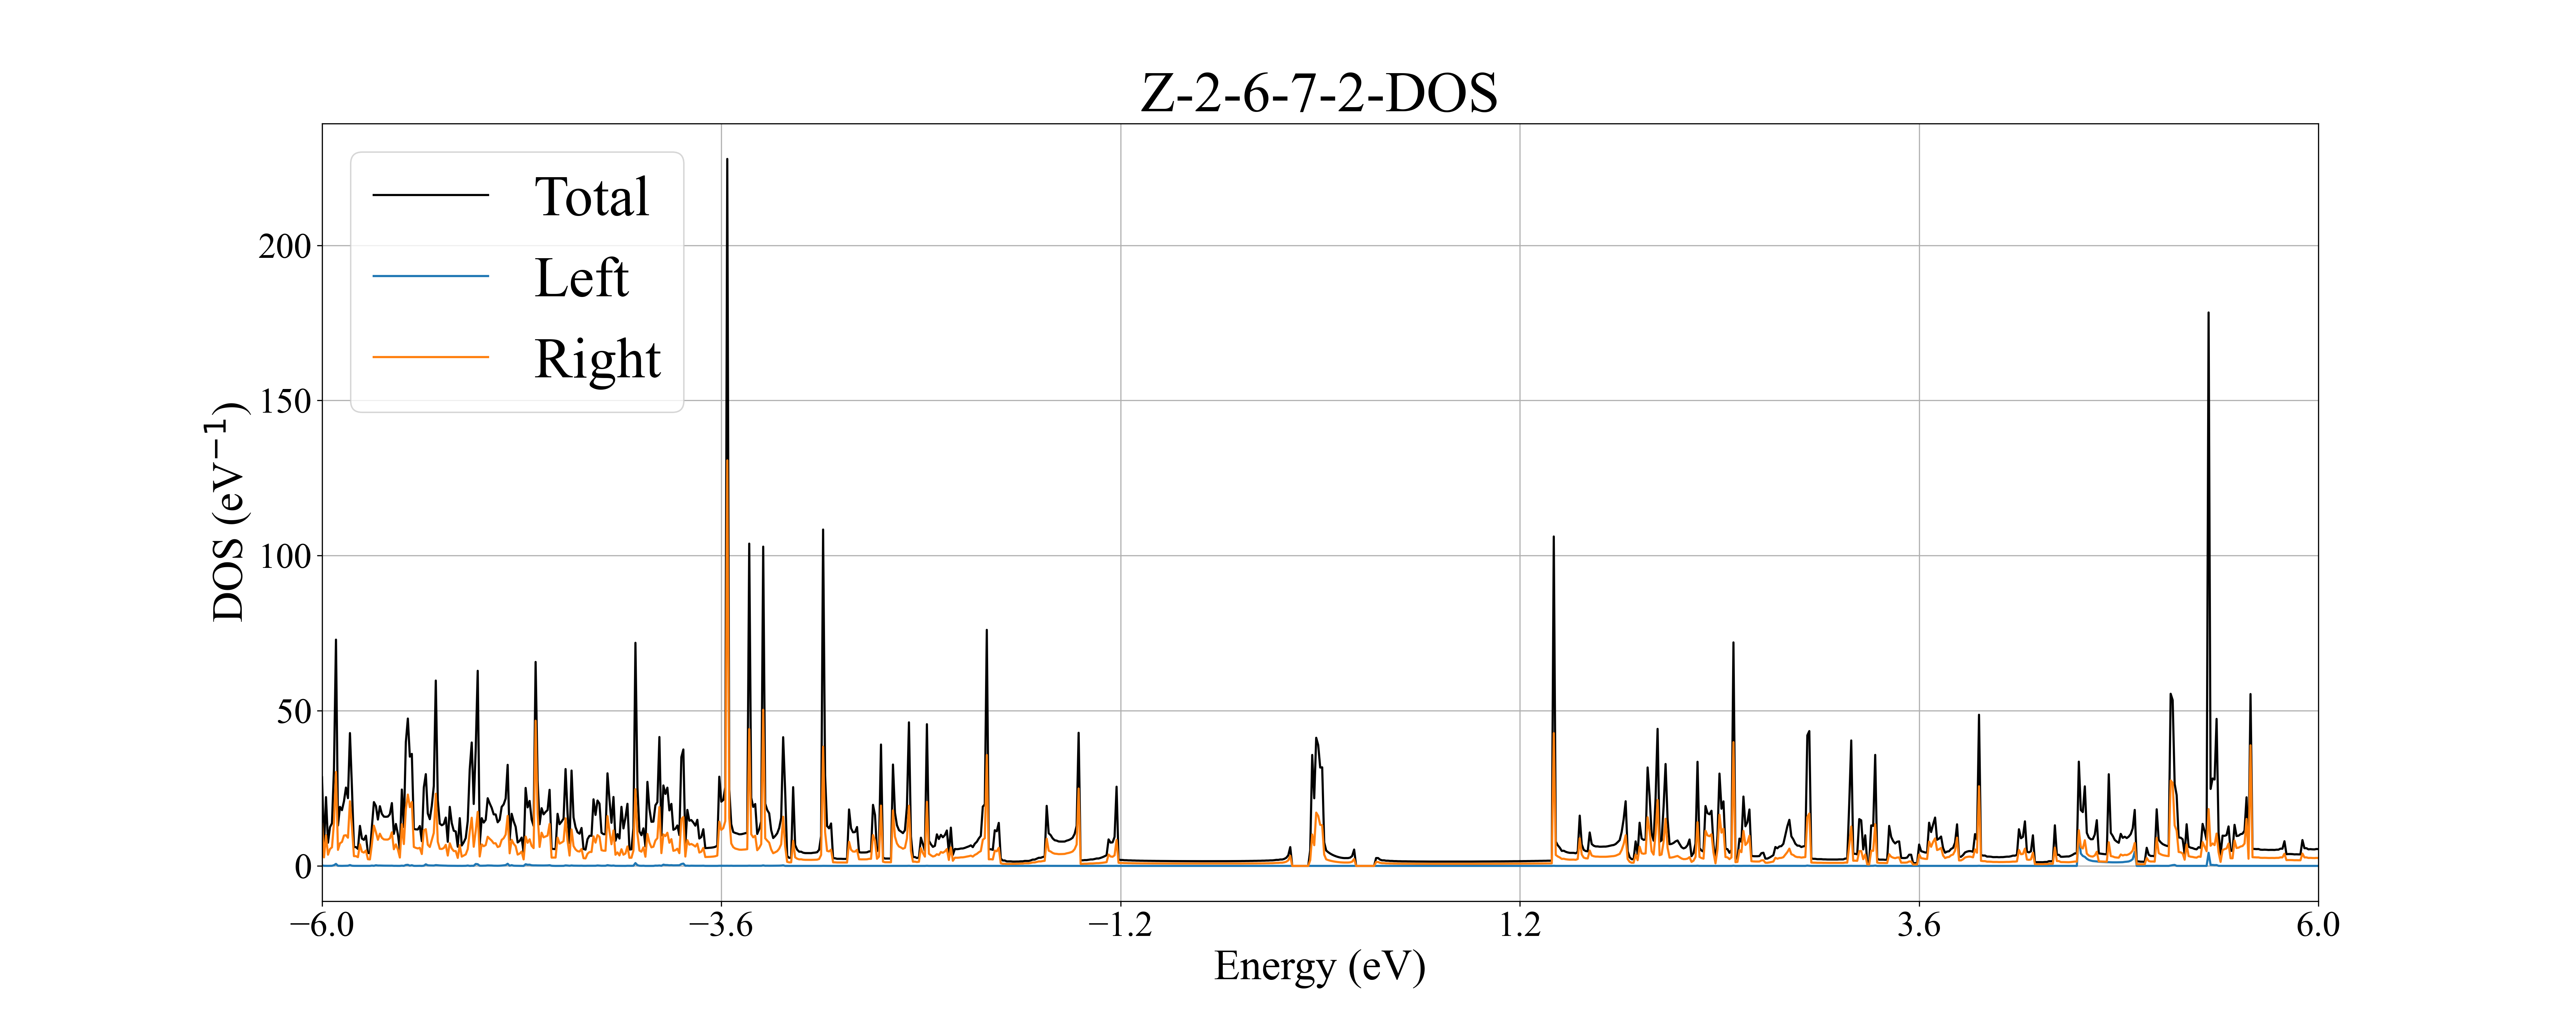 Z-2-6-7-2-DOS
Total
Left
Right
DOS (eV⁻¹)
200
150
100
50
0
−6.0 −3.6 −1.2 1.2 3.6 6.0
Energy (eV)